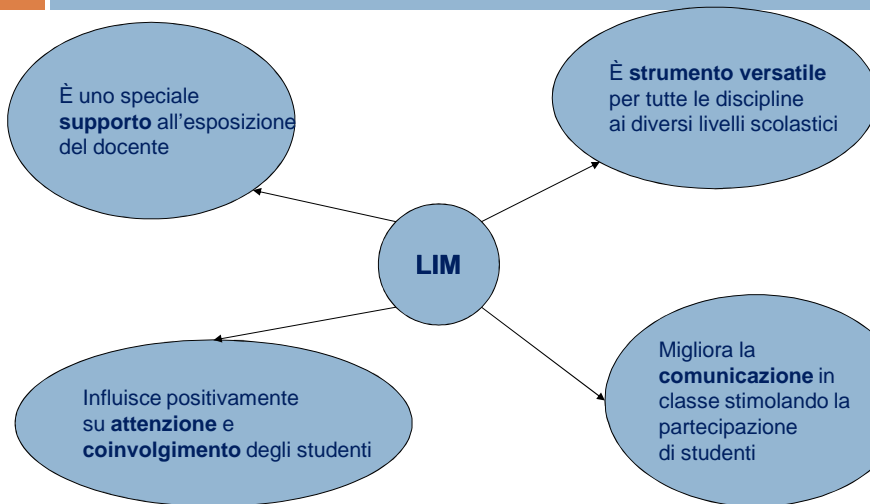 È uno speciale
supporto all'esposizione
del docente
È strumento versatile
per tutte le discipline
ai diversi livelli scolastici
LIM
Influisce positivamente
su attenzione e
coinvolgimento degli studenti
Migliora la
comunicazione in
classe stimolando la
partecipazione
di studenti